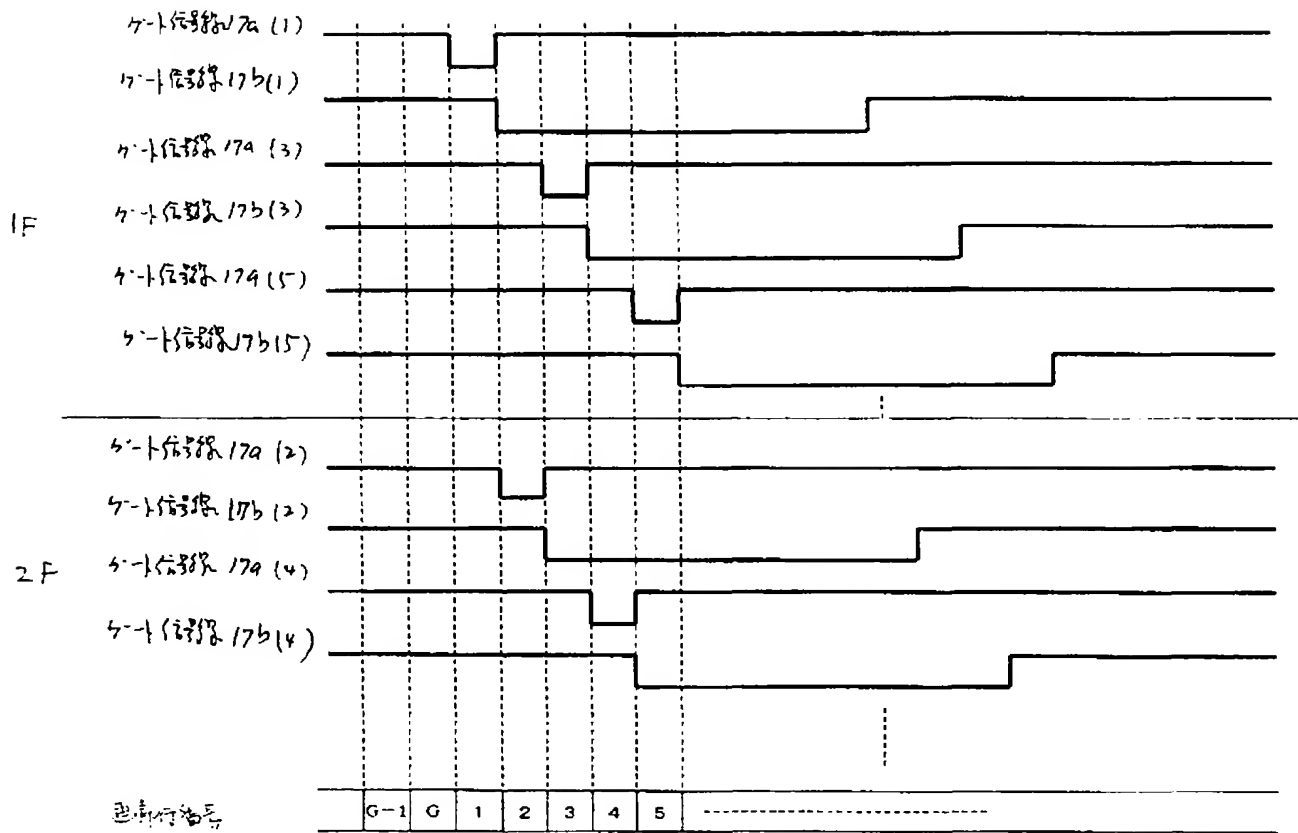 ゲート信号線17a (1)
ゲート信号線17b(1)
ゲート信号線17a (3)
1F
ゲート信号線17b(3)
ゲート信号線17a(5)
ゲート信号線17b(5)
ゲート信号線17a (2)
ゲート信号線17b (2)
2F
ゲート信号線17a (4)
ゲート信号線17b(4)
G-1 G 1 2 3 4 5